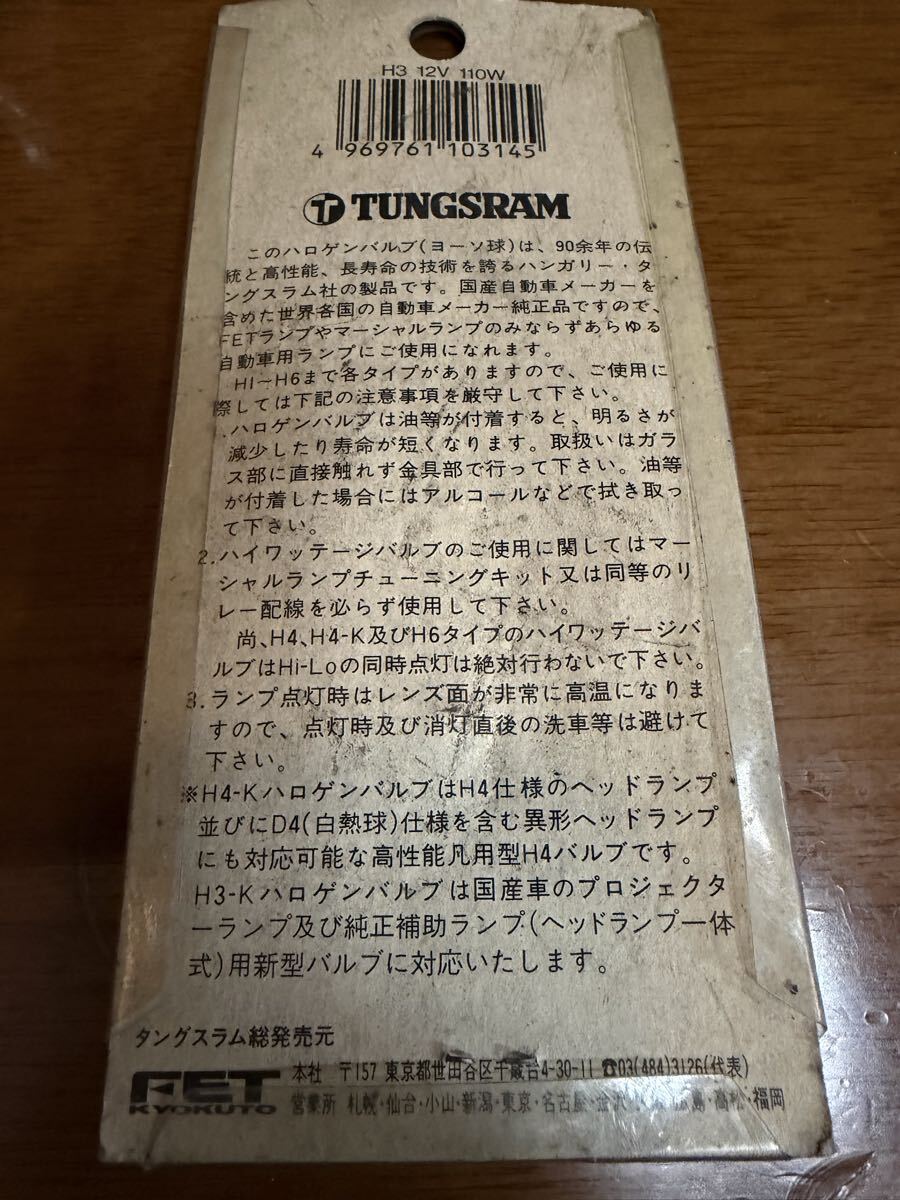 H3 12V 110W
4 969761 103145
T TUNGSRAM
このハロゲンバルブ(ヨーソ球)は、90余年の伝
統と高性能、長寿命の技術を誇るハンガリー・タ
ングスラム社の製品です。国産自動車メーカーを
含めた世界各国の自動車メーカー純正品ですので、
FETランプやマーシャルランプのみならずあらゆる
自動車用ランプにご使用になれます。
H1-H6まで各タイプがありますので、ご使用に
際しては下記の注意事項を厳守して下さい。
.ハロゲンバルブは油等が付着すると、明るさが
減少したり寿命が短くなります。取扱いはガラ
ス部に直接触れず金具部で行って下さい。油等
が付着した場合にはアルコールなどで拭き取っ
て下さい。
2.ハイワッテージバルブのご使用に関してはマー
シャルランプチューニングキット又は同等のリ
レー配線を必らず使用して下さい。
尚、H4、H4-K及びH6タイプのハイワッテージバ
ルブはHi-Loの同時点灯は絶対行わないで下さい。
3.ランプ点灯時はレンズ面が非常に高温になりま
すので、点灯時及び消灯直後の洗車等は避けて
下さい。
※H4-KハロゲンバルブはH4仕様のヘッドランプ
並びにD4(白熱球)仕様を含む異形ヘッドランプ
にも対応可能な高性能汎用型H4バルブです。
H3-Kハロゲンバルブは国産車のプロジェクタ
ーランプ及び純正補助ランプ(ヘッドランプ一体
式)用新型バルブに対応いたします。
タングスラム総発売元
FET KYOKUTO
本社 〒157 東京都世田谷区千歳台4-30-11 ☎03(484)3126(代表)
営業所 札幌・仙台・小山・新潟・東京・名古屋・金沢・高松・福岡